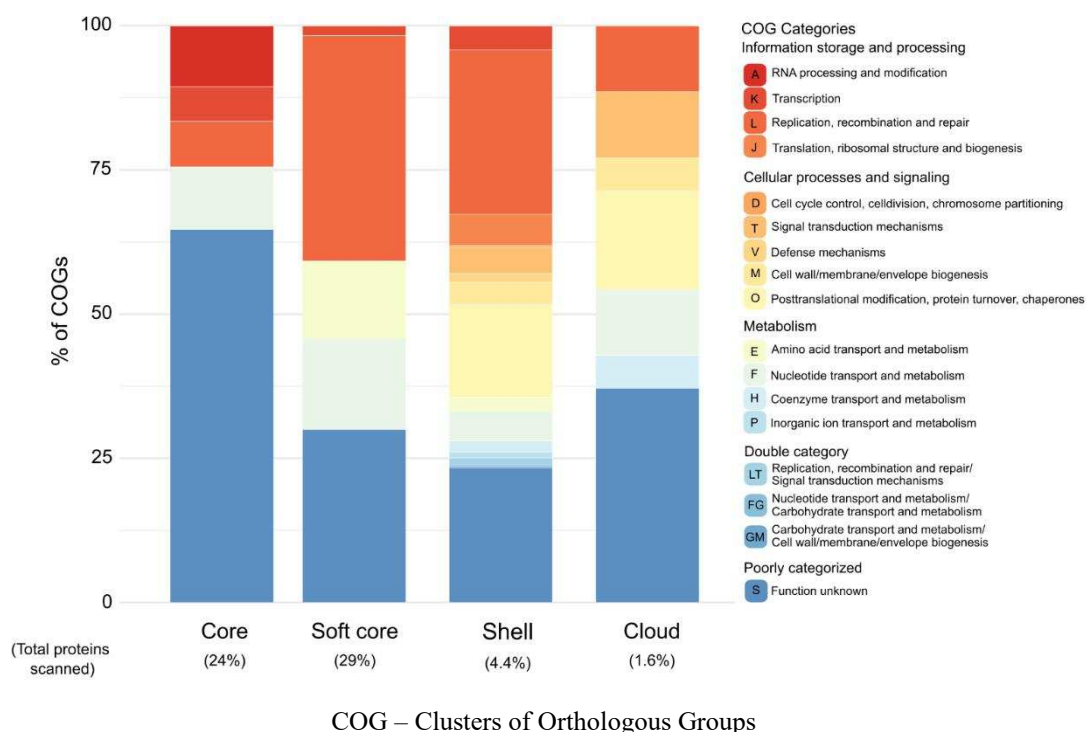 100
75
50
25
0
% of COGs
Core
Soft core
Shell
Cloud
(Total proteins
scanned)
(24%)
(29%)
(4.4%)
(1.6%)
COG Categories
Information storage and processing
A RNA processing and modification
K Transcription
L Replication, recombination and repair
J Translation, ribosomal structure and biogenesis
Cellular processes and signaling
D Cell cycle control, celldivision, chromosome partitioning
T Signal transduction mechanisms
V Defense mechanisms
M Cell wall/membrane/envelope biogenesis
O Posttranslational modification, protein turnover, chaperones
Metabolism
E Amino acid transport and metabolism
F Nucleotide transport and metabolism
H Coenzyme transport and metabolism
P Inorganic ion transport and metabolism
Double category
LT Replication, recombination and repair/
Signal transduction mechanisms
FG Nucleotide transport and metabolism/
Carbohydrate transport and metabolism
GM Carbohydrate transport and metabolism/
Cell wall/membrane/envelope biogenesis
Poorly categorized
S Function unknown
COG – Clusters of Orthologous Groups